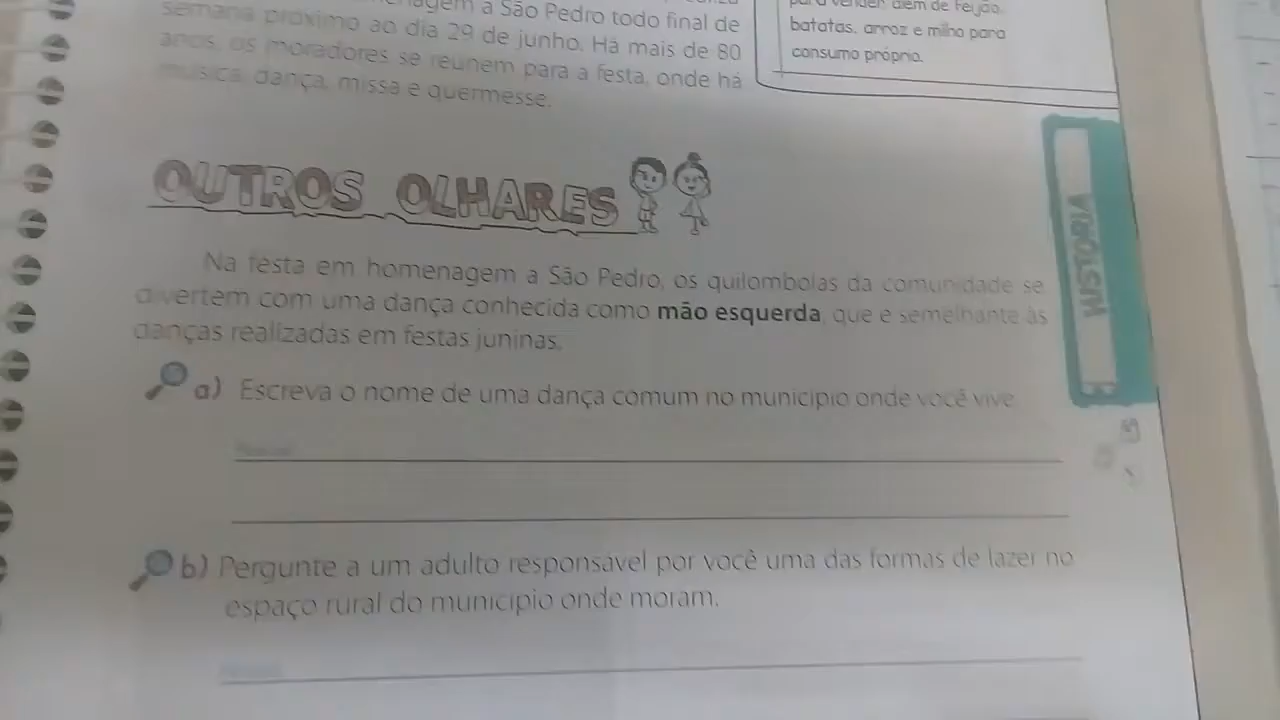 a São Pedro todo final de
semana próximo ao dia 29 de junho. Há mais de 80
anos, os moradores se reúnem para a festa, onde há
música, dança, missa e quermesse.
para vender, além de feijão,
batatas, arroz e milho para
consumo próprio.
OUTROS OLHARES
Na festa em homenagem a São Pedro, os quilombolas da comunidade se
divertem com uma dança conhecida como mão esquerda, que é semelhante às
danças realizadas em festas juninas.
a) Escreva o nome de uma dança comum no município onde você vive.
b) Pergunte a um adulto responsável por você uma das formas de lazer no
espaço rural do município onde moram.
HISTÓRIA